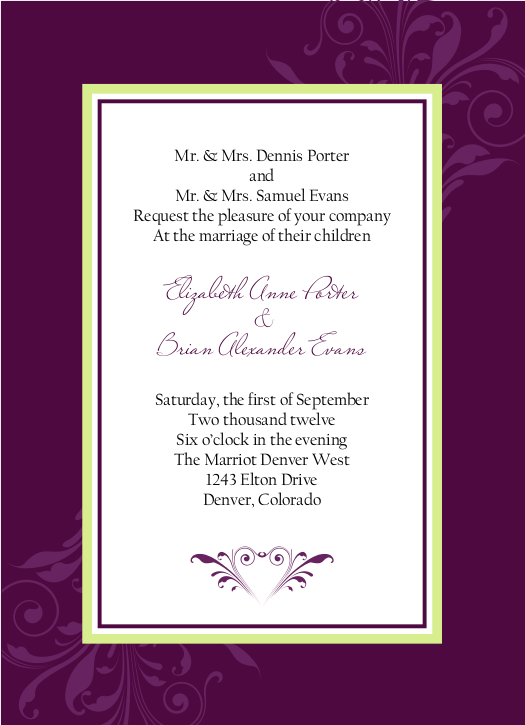 Mr. & Mrs. Dennis Porter
and
Mr. & Mrs. Samuel Evans
Request the pleasure of your company
At the marriage of their children
Elizabeth Anne Porter
&
Brian Alexander Evans
Saturday, the first of September
Two thousand twelve
Six o'clock in the evening
The Marriot Denver West
1243 Elton Drive
Denver, Colorado